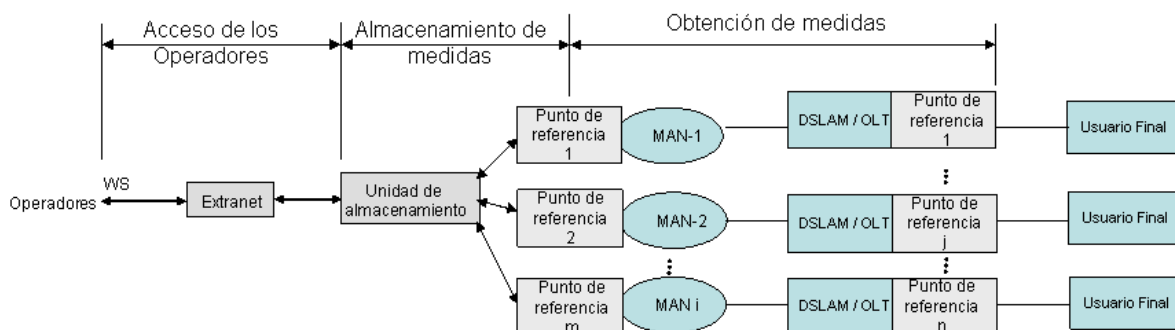 Acceso de los
Operadores
Almacenamiento de
medidas
Obtención de medidas
Operadores
WS
Extranet
Unidad de
almacenamiento
Punto de
referencia
1
MAN-1
DSLAM / OLT
Punto de
referencia
1
Usuario Final
Punto de
referencia
2
MAN-2
DSLAM / OLT
Punto de
referencia
j
Usuario Final
Punto de
referencia
m
MAN i
DSLAM / OLT
Punto de
referencia
n
Usuario Final